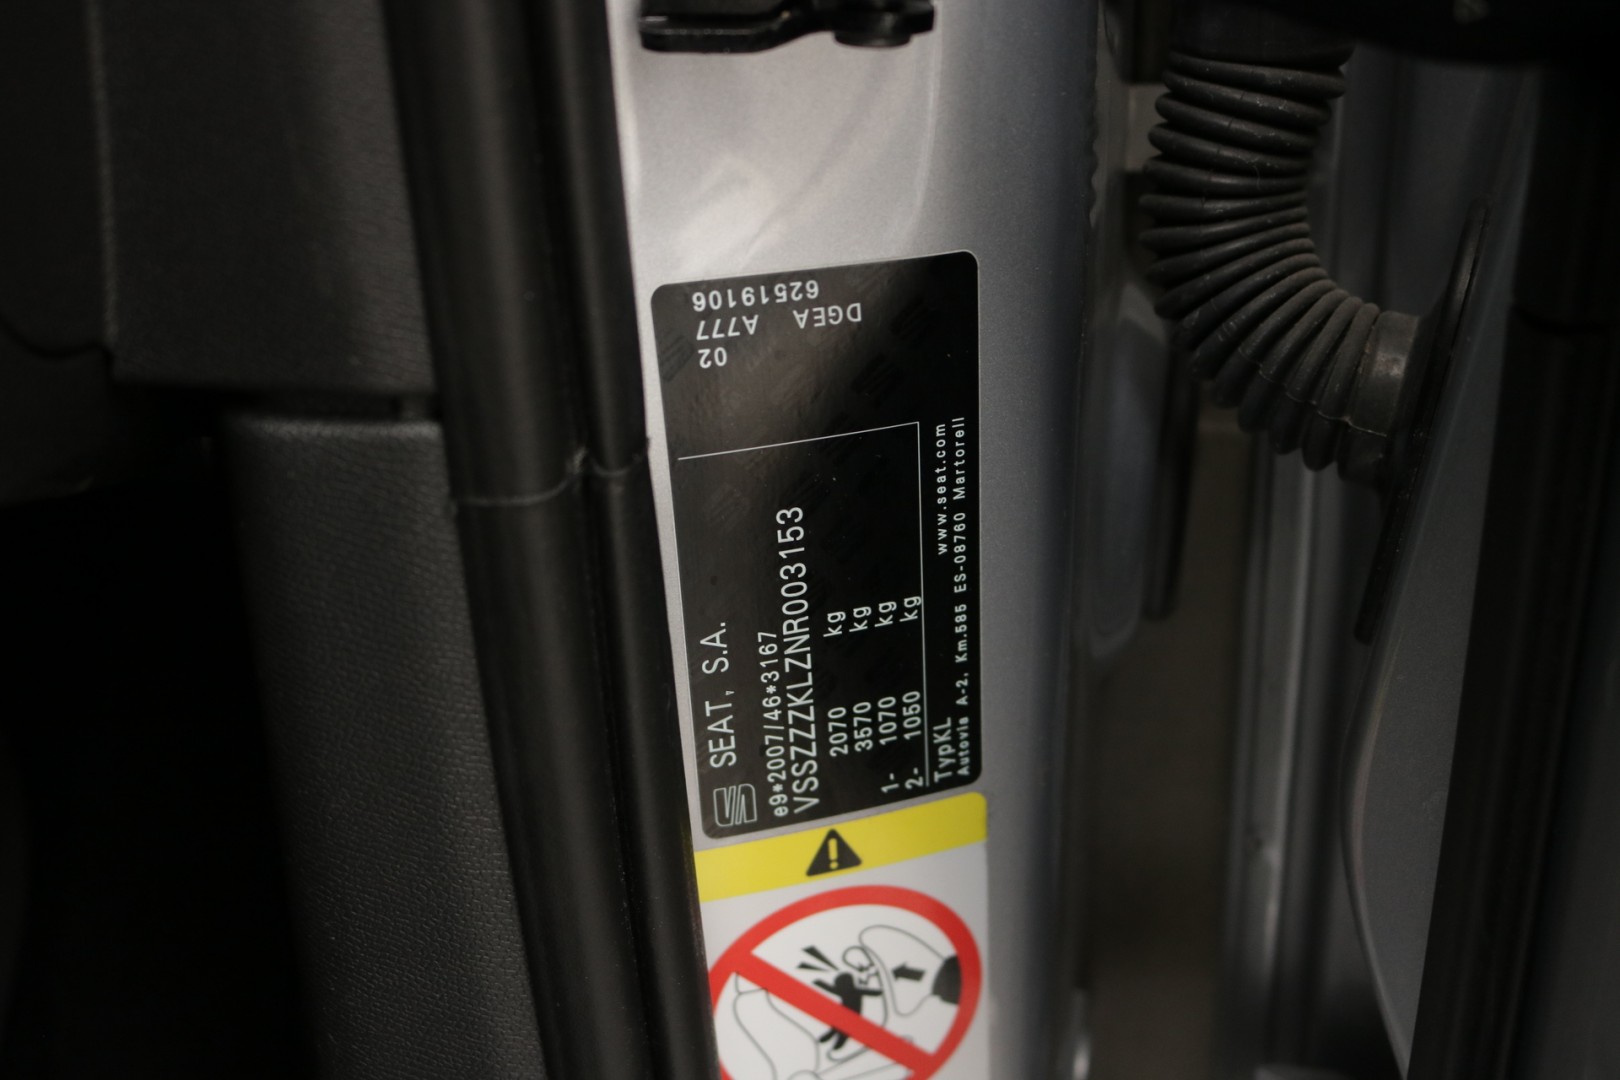 SEAT, S.A.
e9*2007/46*3167
VSSZZZKLZNR003153
2070 kg
3570 kg
1- 1070 kg
2- 1050 kg
TypKL www.seat.com
Autovia A-2, Km.585 ES-08760 Martorell
62519106
A777 DGEA
02